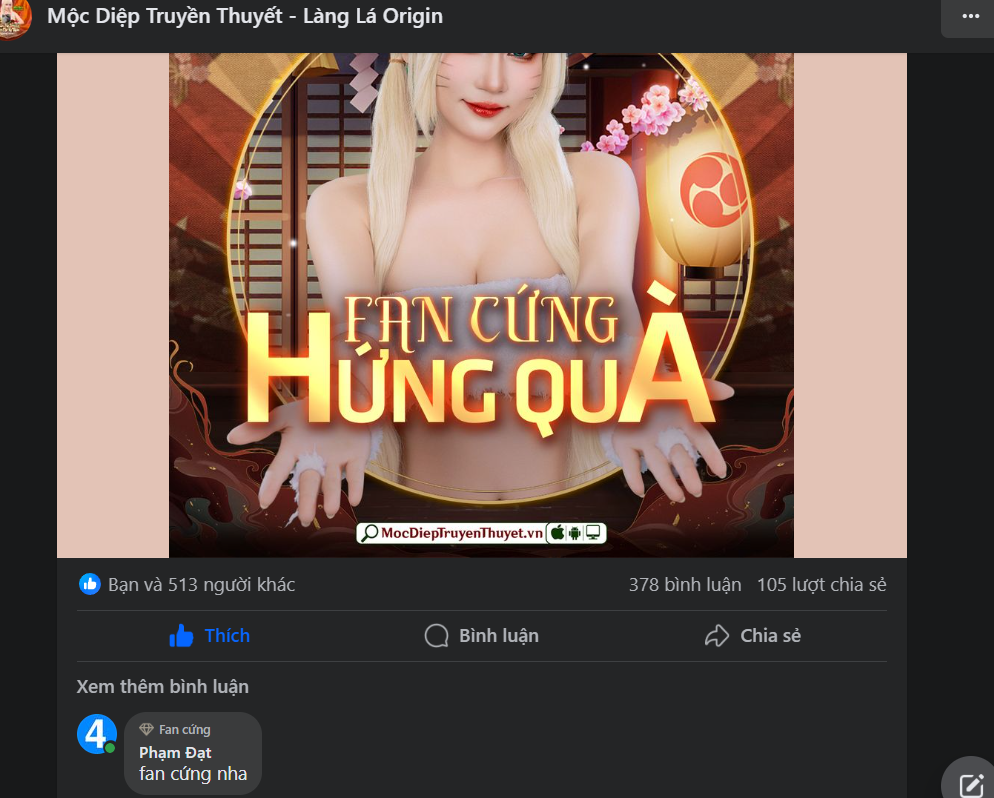 Mộc Diệp Truyền Thuyết - Làng Lá Origin
FAN CỨNG
HỨNG QUÀ
MocDiepTruyenThuyet.vn
Bạn và 513 người khác
378 bình luận 105 lượt chia sẻ
Thích Bình luận Chia sẻ
Xem thêm bình luận
4
Fan cứng
Phạm Đạt
fan cứng nha